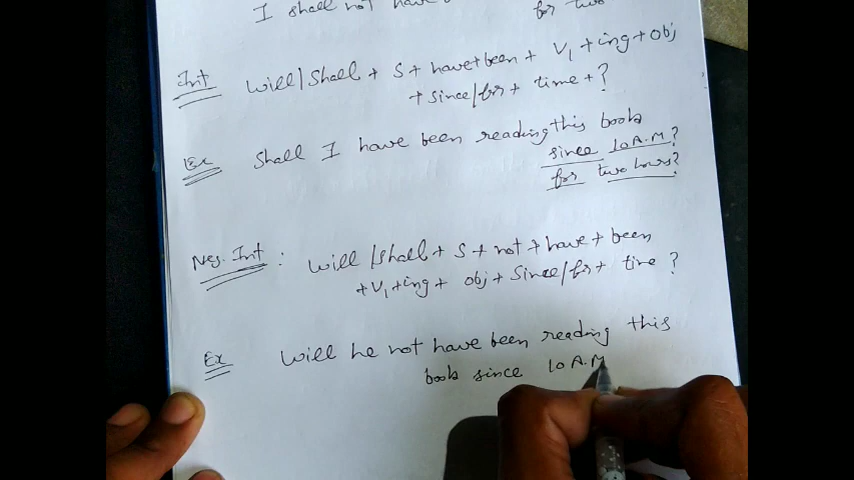 I shall not have
for two
Int Will/Shall + S + have + been + V1 + ing + obj
+ since/for + time + ?
Ex Shall I have been reading this book
since 10 A.M?
for two hours?
Neg. Int : Will/shall + S + not + have + been
+ V1 + ing + obj + Since/for + time ?
Ex Will he not have been reading this
book since 10 A.M